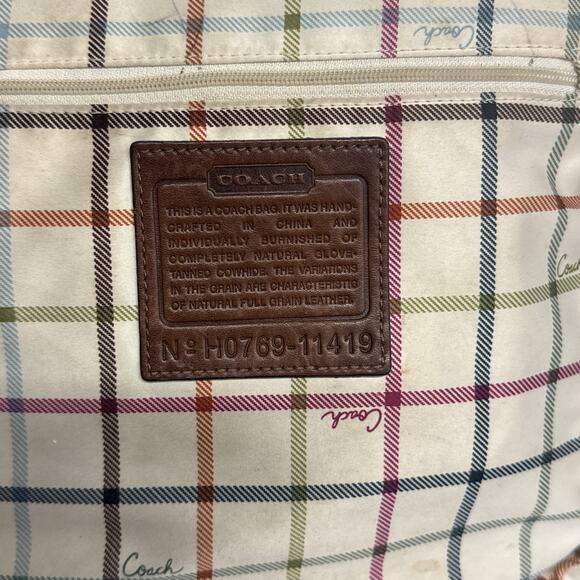 Coach
COACH
THIS IS A COACH BAG. IT WAS HAND-
CRAFTED IN CHINA AND
INDIVIDUALLY BURNISHED OF
COMPLETELY NATURAL GLOVE-
TANNED COWHIDE. THE VARIATIONS
IN THE GRAIN ARE CHARACTERISTIC
OF NATURAL FULL GRAIN LEATHER.
Nº H0769-11419
Coach
Coach
Coach